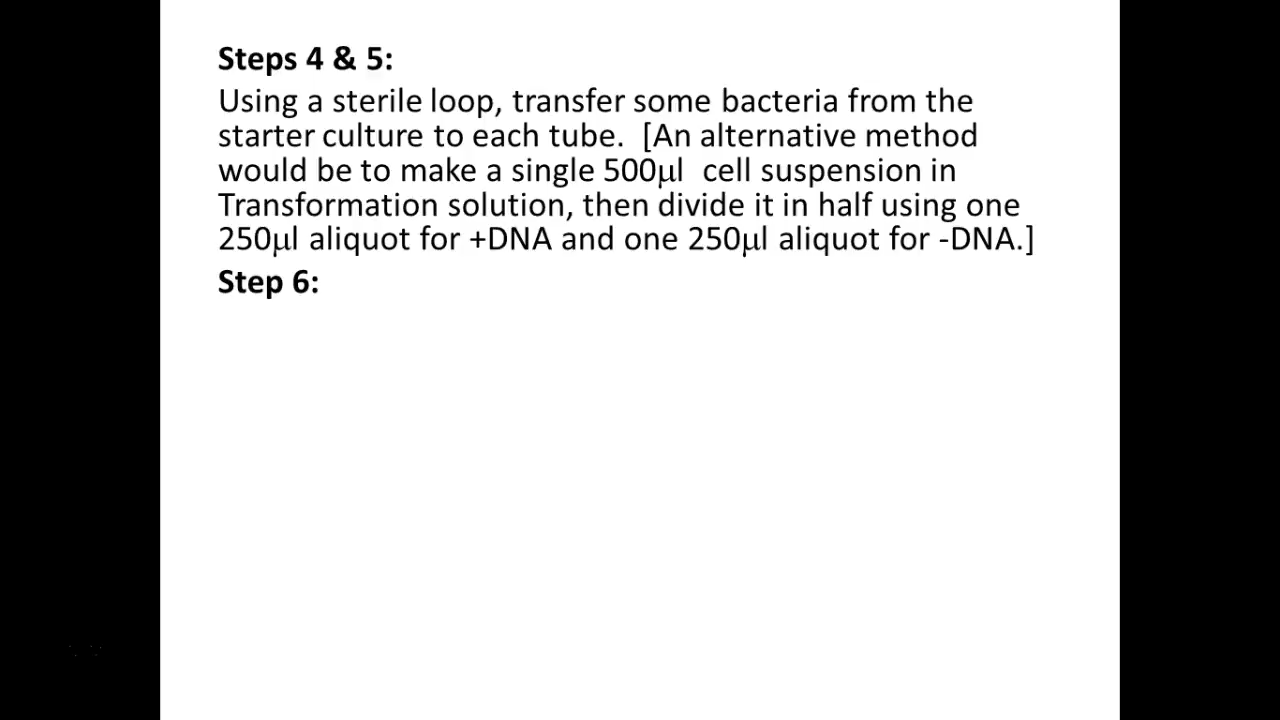 Steps 4 & 5:
Using a sterile loop, transfer some bacteria from the
starter culture to each tube.  [An alternative method
would be to make a single 500μl  cell suspension in
Transformation solution, then divide it in half using one
250μl aliquot for +DNA and one 250μl aliquot for -DNA.]
Step 6: